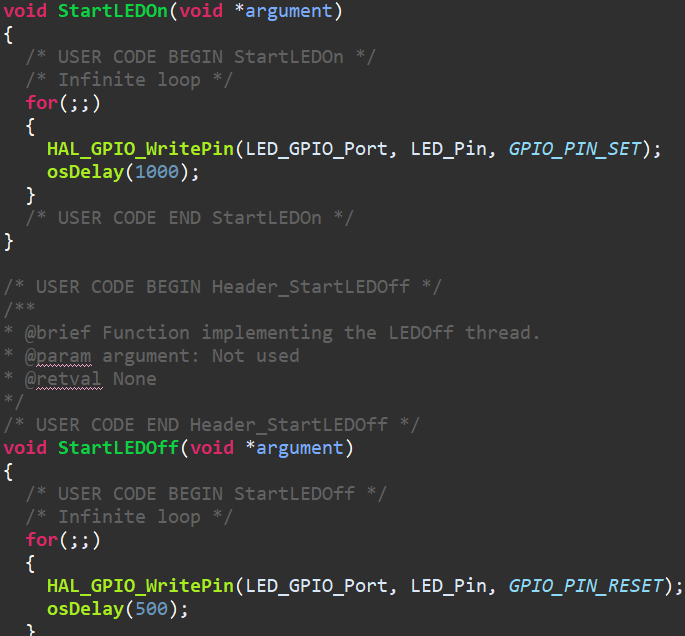 void StartLEDOn(void *argument)
{
  /* USER CODE BEGIN StartLEDOn */
  /* Infinite loop */
  for(;;)
  {
    HAL_GPIO_WritePin(LED_GPIO_Port, LED_Pin, GPIO_PIN_SET);
    osDelay(1000);
  }
  /* USER CODE END StartLEDOn */
}

/* USER CODE BEGIN Header_StartLEDOff */
/**
* @brief Function implementing the LEDOff thread.
* @param argument: Not used
* @retval None
*/
/* USER CODE END Header_StartLEDOff */
void StartLEDOff(void *argument)
{
  /* USER CODE BEGIN StartLEDOff */
  /* Infinite loop */
  for(;;)
  {
    HAL_GPIO_WritePin(LED_GPIO_Port, LED_Pin, GPIO_PIN_RESET);
    osDelay(500);
  }